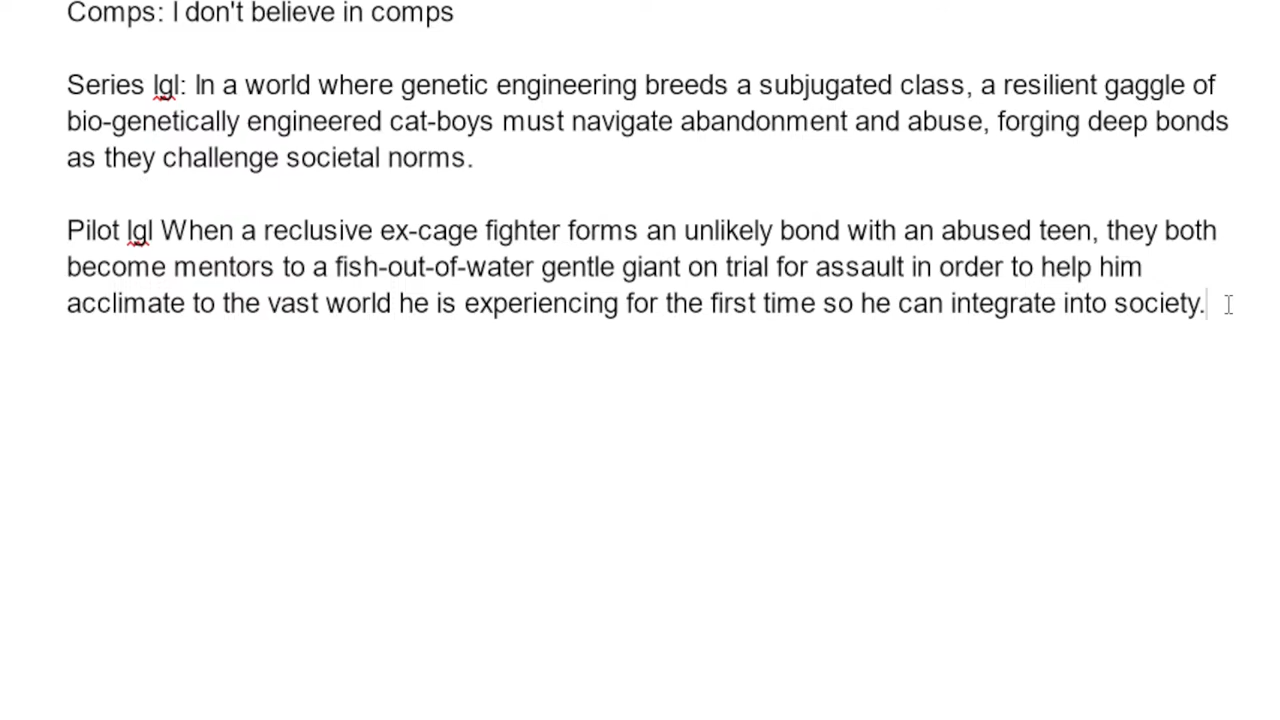 Comps: I don't believe in comps
Series lgl: In a world where genetic engineering breeds a subjugated class, a resilient gaggle of
bio-genetically engineered cat-boys must navigate abandonment and abuse, forging deep bonds
as they challenge societal norms.
Pilot lgl When a reclusive ex-cage fighter forms an unlikely bond with an abused teen, they both
become mentors to a fish-out-of-water gentle giant on trial for assault in order to help him
acclimate to the vast world he is experiencing for the first time so he can integrate into society.